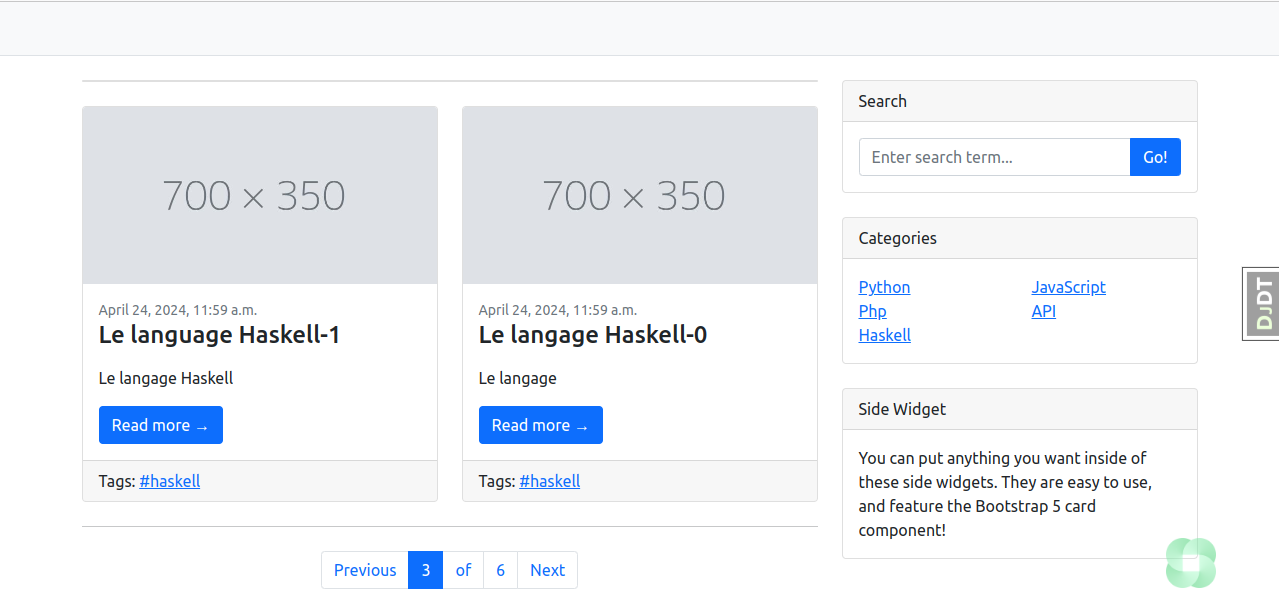 700 × 350
April 24, 2024, 11:59 a.m.
Le language Haskell-1
Le langage Haskell
Read more →
Tags: #haskell
700 × 350
April 24, 2024, 11:59 a.m.
Le langage Haskell-0
Le langage
Read more →
Tags: #haskell
Previous 3 of 6 Next
Search
Enter search term...
Go!
Categories
Python
Php
Haskell
JavaScript
API
Side Widget
You can put anything you want inside of
these side widgets. They are easy to use,
and feature the Bootstrap 5 card
component!
DJDT